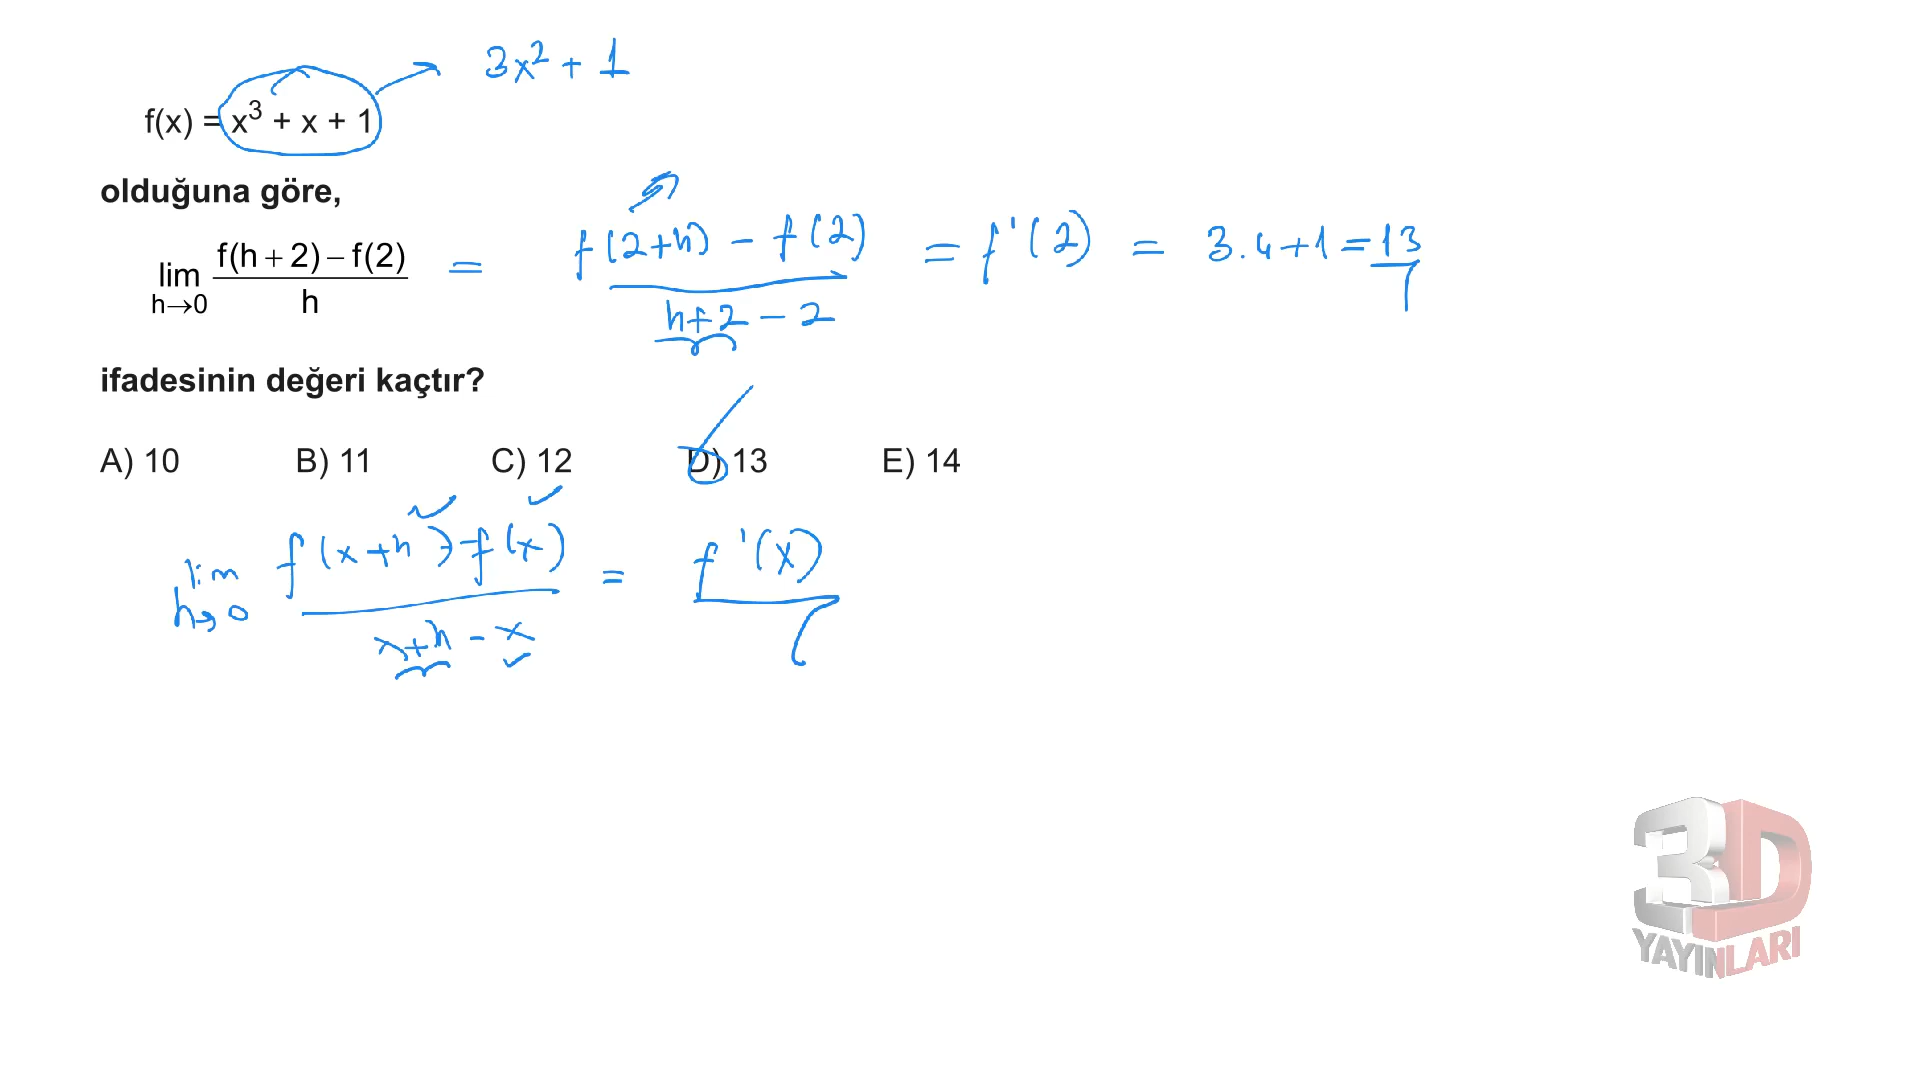 3x² + 1
f(x) = x³ + x + 1
olduğuna göre,
lim h→0 f(h + 2) – f(2) / h = f(2+h) – f(2) / h+2 – 2 = f'(2) = 3.4+1 = 13
ifadesinin değeri kaçtır?
A) 10 B) 11 C) 12 D) 13 E) 14
lim h→0 f(x+h) – f(x) / x+h – x = f'(x)
3D
YAYINLARI